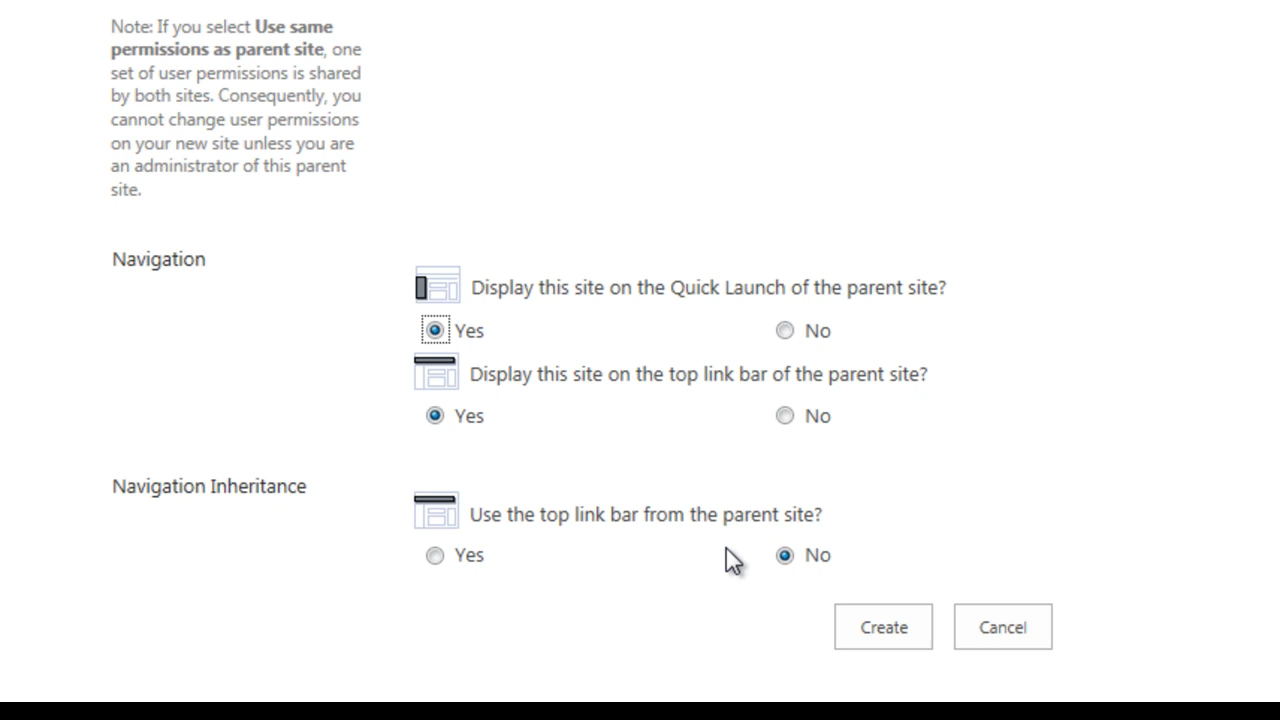 Note: If you select Use same
permissions as parent site, one
set of user permissions is shared
by both sites. Consequently, you
cannot change user permissions
on your new site unless you are
an administrator of this parent
site.
Navigation
Display this site on the Quick Launch of the parent site?
Yes No
Display this site on the top link bar of the parent site?
Yes No
Navigation Inheritance
Use the top link bar from the parent site?
Yes No
Create Cancel